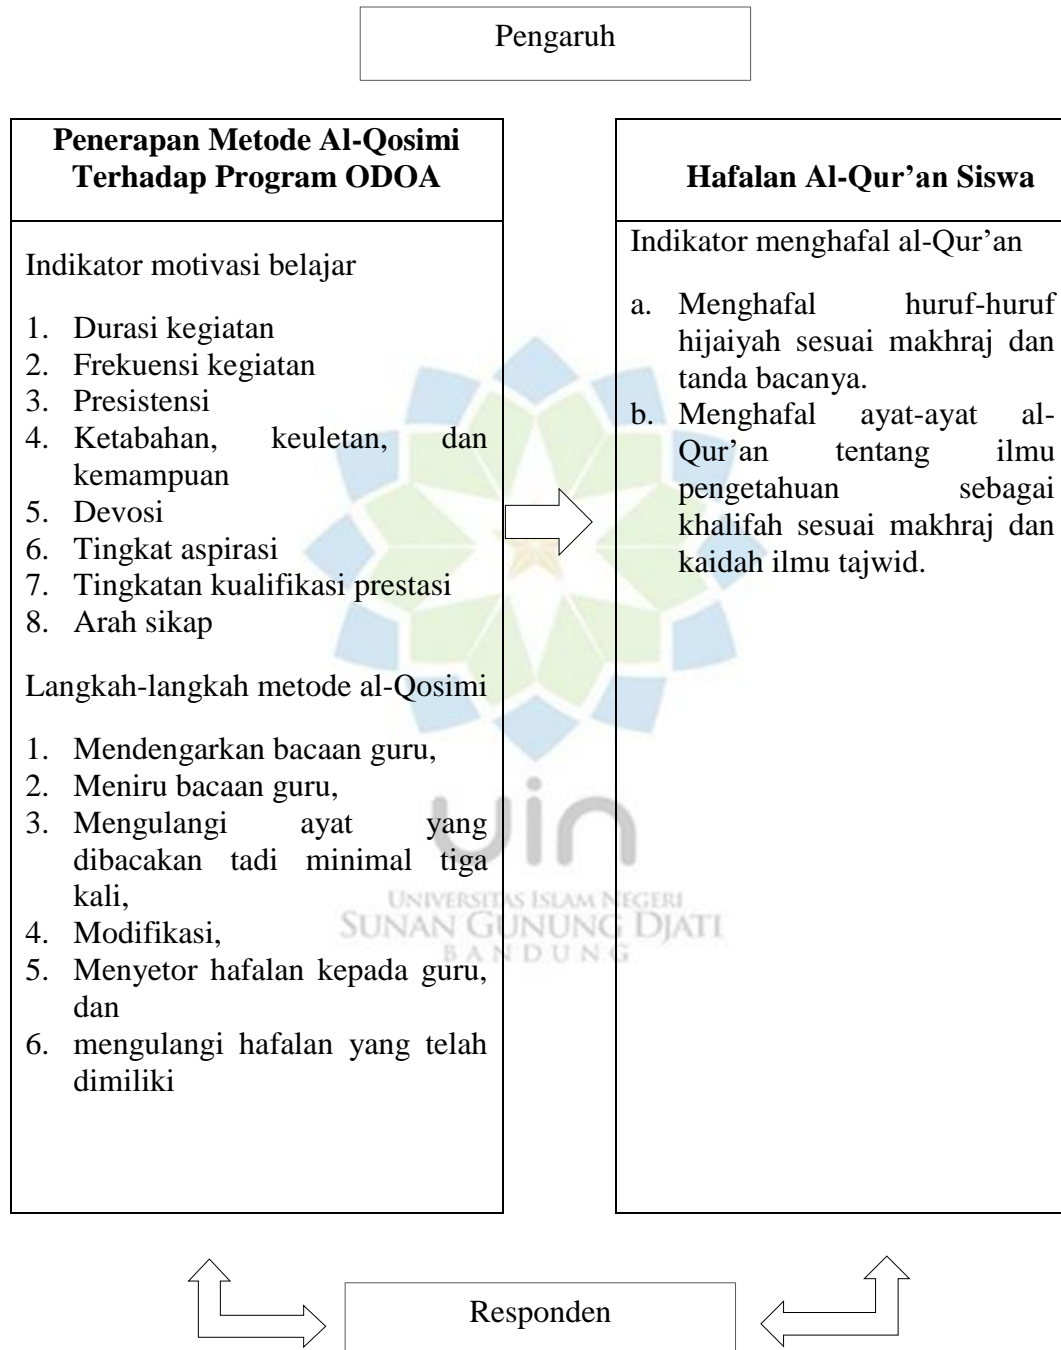 Pengaruh
Penerapan Metode Al-Qosimi
Terhadap Program ODOA
Indikator motivasi belajar
1. Durasi kegiatan
2. Frekuensi kegiatan
3. Presistensi
4. Ketabahan, keuletan, dan
kemampuan
5. Devosi
6. Tingkat aspirasi
7. Tingkatan kualifikasi prestasi
8. Arah sikap
Langkah-langkah metode al-Qosimi
1. Mendengarkan bacaan guru,
2. Meniru bacaan guru,
3. Mengulangi ayat yang
dibacakan tadi minimal tiga
kali,
4. Modifikasi,
5. Menyetor hafalan kepada guru,
dan
6. mengulangi hafalan yang telah
dimiliki
Hafalan Al-Qur’an Siswa
Indikator menghafal al-Qur’an
a. Menghafal huruf-huruf
hijaiyah sesuai makhraj dan
tanda bacanya.
b. Menghafal ayat-ayat al-
Qur’an tentang ilmu
pengetahuan sebagai
khalifah sesuai makhraj dan
kaidah ilmu tajwid.
uin
UNIVERSITAS ISLAM NEGERI
SUNAN GUNUNG DJATI
BANDUNG
Responden